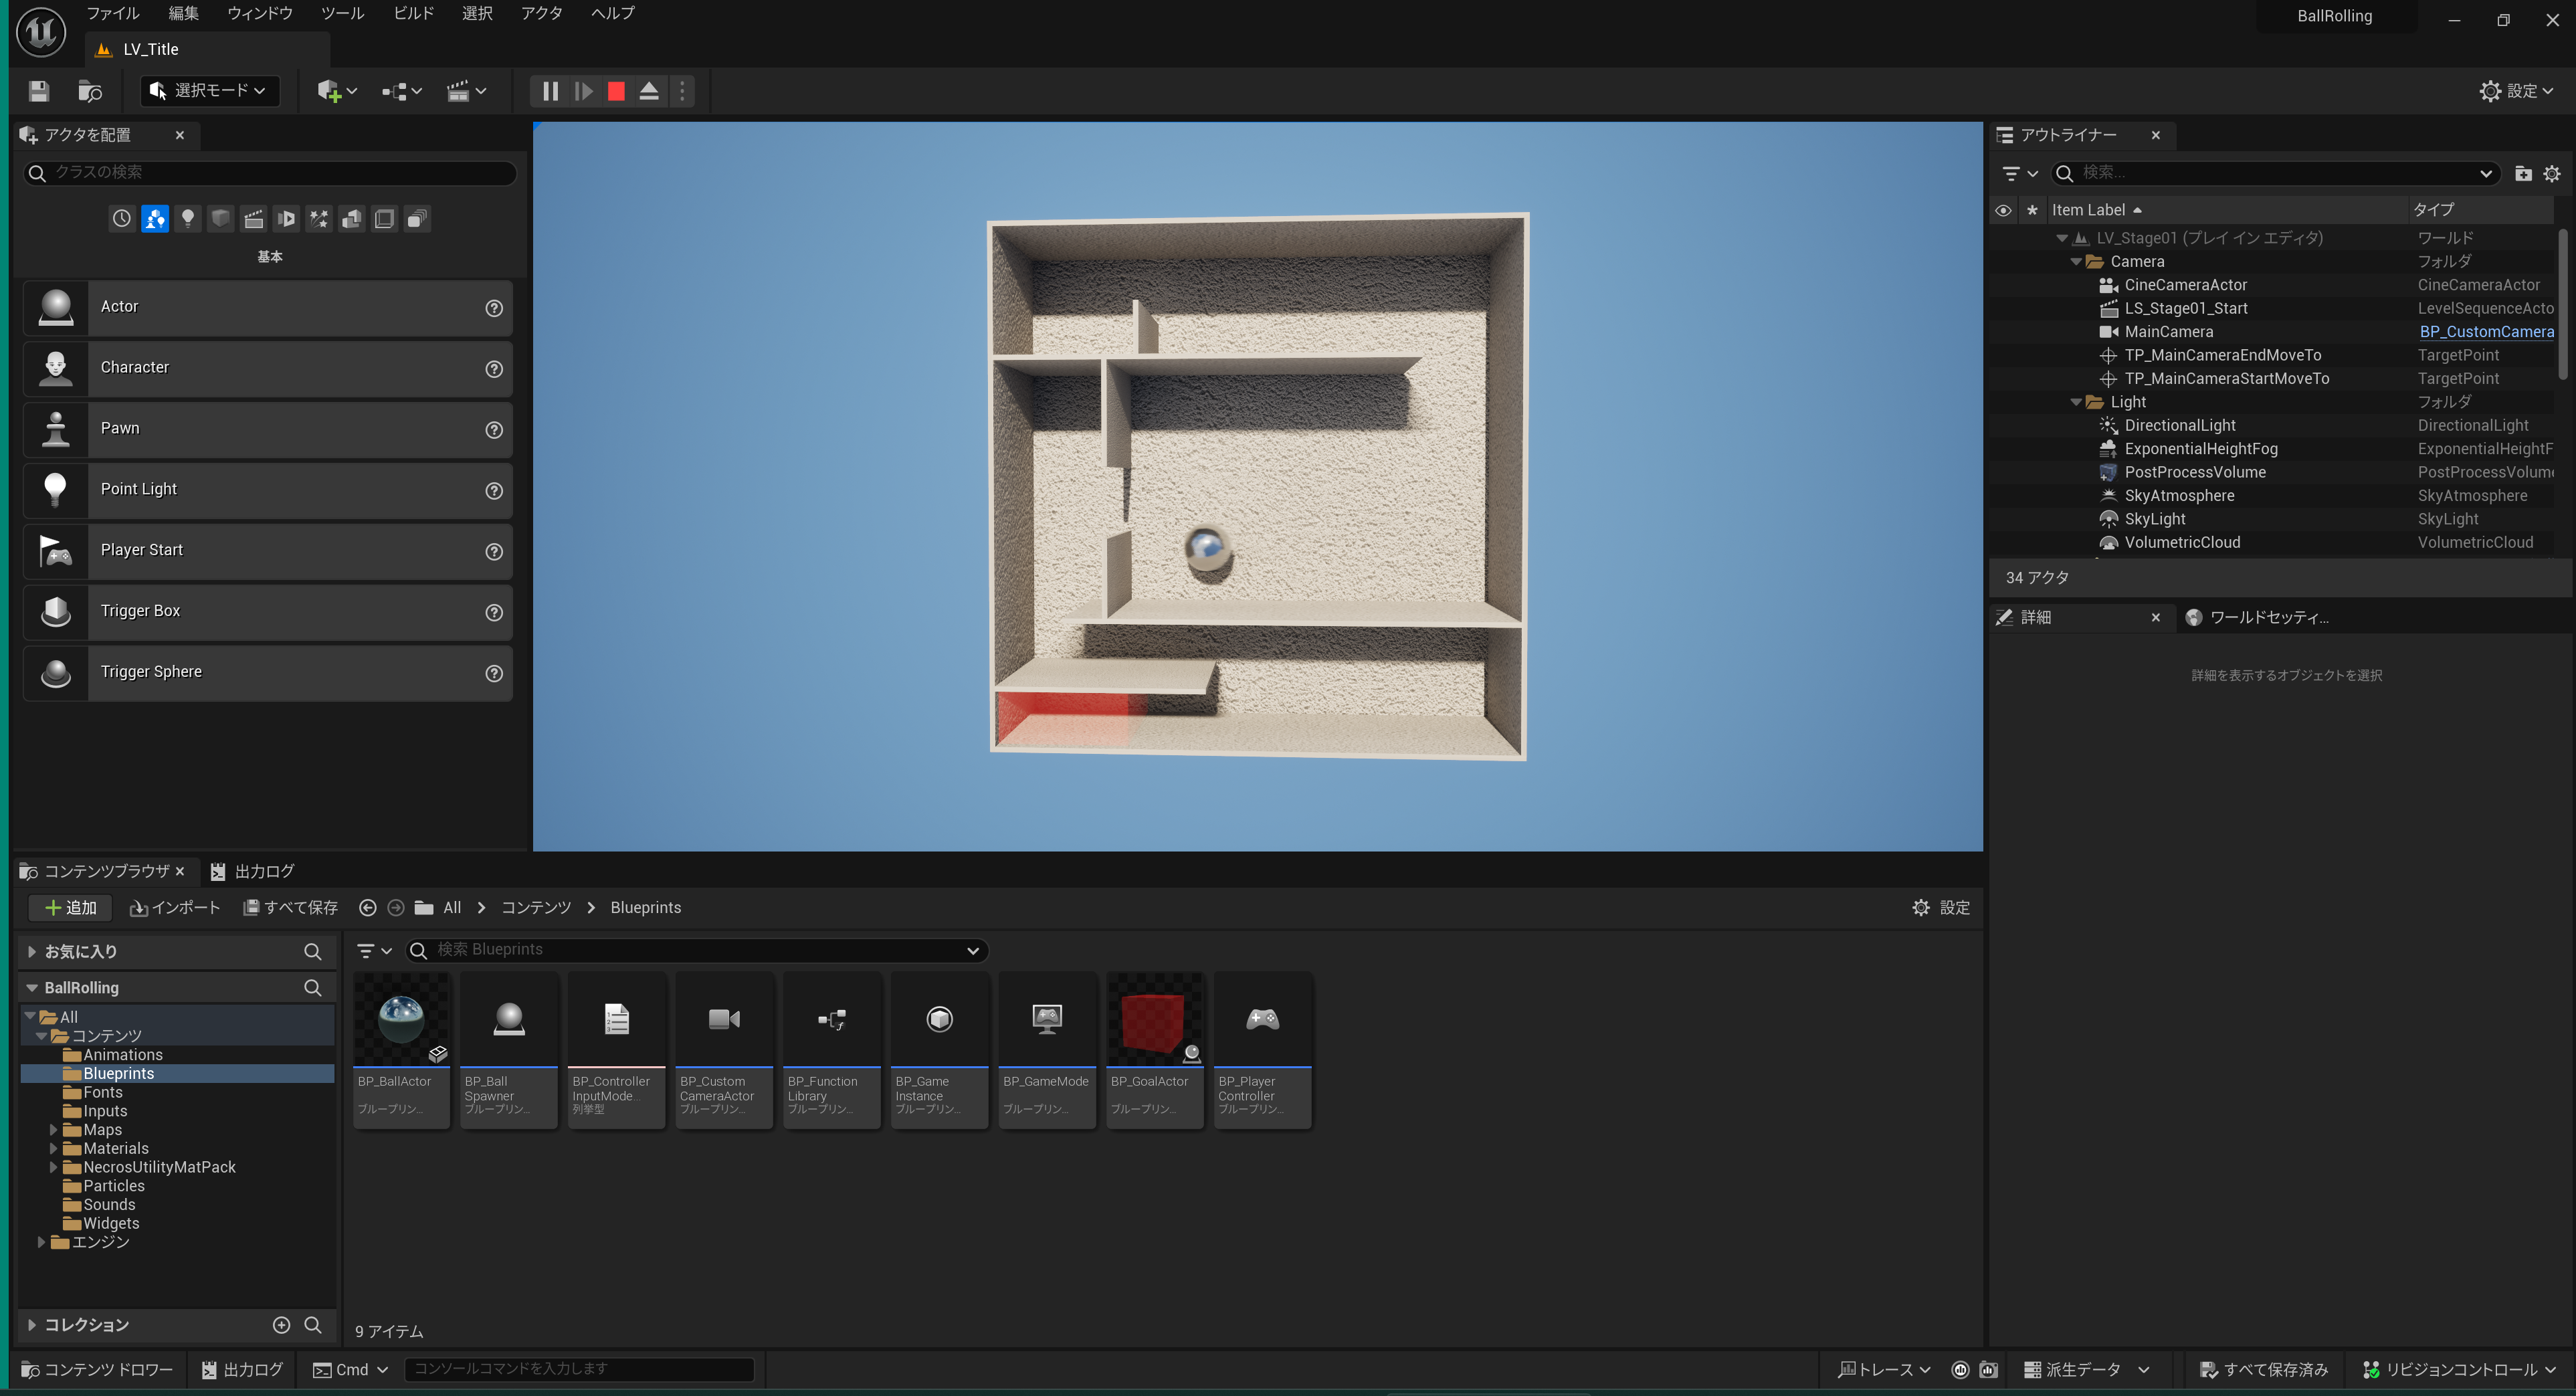 ファイル 編集 ウィンドウ ツール ビルド 選択 アクタ ヘルプ
BallRolling
LV_Title
選択モード
設定
アクタを配置
クラスの検索
基本
Actor
Character
Pawn
Point Light
Player Start
Trigger Box
Trigger Sphere
アウトライナー
検索...
Item Label タイプ
LV_Stage01 (プレイ イン エディタ) ワールド
Camera フォルダ
CineCameraActor CineCameraActor
LS_Stage01_Start LevelSequenceActo
MainCamera BP_CustomCamera
TP_MainCameraEndMoveTo TargetPoint
TP_MainCameraStartMoveTo TargetPoint
Light フォルダ
DirectionalLight DirectionalLight
ExponentialHeightFog ExponentialHeightF
PostProcessVolume PostProcessVolum
SkyAtmosphere SkyAtmosphere
SkyLight SkyLight
VolumetricCloud VolumetricCloud
34 アクタ
詳細 ワールドセッティ...
詳細を表示するオブジェクトを選択
コンテンツブラウザ 出力ログ
追加 インポート すべて保存 All コンテンツ Blueprints
設定
お気に入り
BallRolling
All
コンテンツ
Animations
Blueprints
Fonts
Inputs
Maps
Materials
NecrosUtilityMatPack
Particles
Sounds
Widgets
エンジン
コレクション
検索 Blueprints
BP_BallActor
ブループリン...
BP_Ball
Spawner
ブループリン...
BP_Controller
InputMode...
列挙型
BP_Custom
CameraActor
ブループリン...
BP_Function
Library
ブループリン...
BP_Game
Instance
ブループリン...
BP_GameMode
ブループリン...
BP_GoalActor
ブループリン...
BP_Player
Controller
ブループリン...
9 アイテム
コンテンツ ドロワー 出力ログ Cmd コンソールコマンドを入力します
トレース 派生データ すべて保存済み リビジョンコントロール